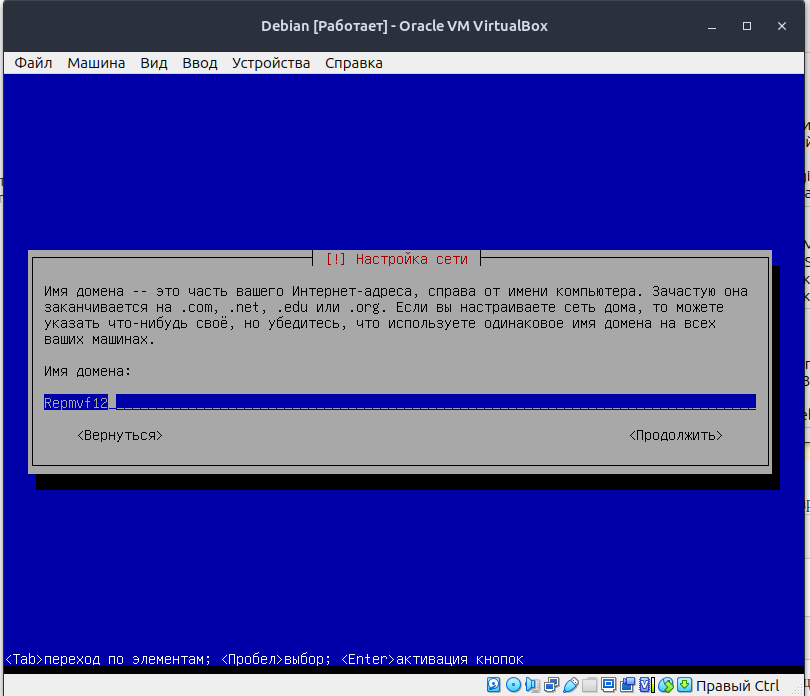 Debian [Работает] - Oracle VM VirtualBox
Файл Машина Вид Ввод Устройства Справка
[!] Настройка сети
Имя домена -- это часть вашего Интернет-адреса, справа от имени компьютера. Зачастую она
заканчивается на .com, .net, .edu или .org. Если вы настраиваете сеть дома, то можете
указать что-нибудь своё, но убедитесь, что используете одинаковое имя домена на всех
ваших машинах.
Имя домена:
Repmvf12
<Вернуться> <Продолжить>
<Tab>переход по элементам; <Пробел>выбор; <Enter>активация кнопок
Правый Ctrl